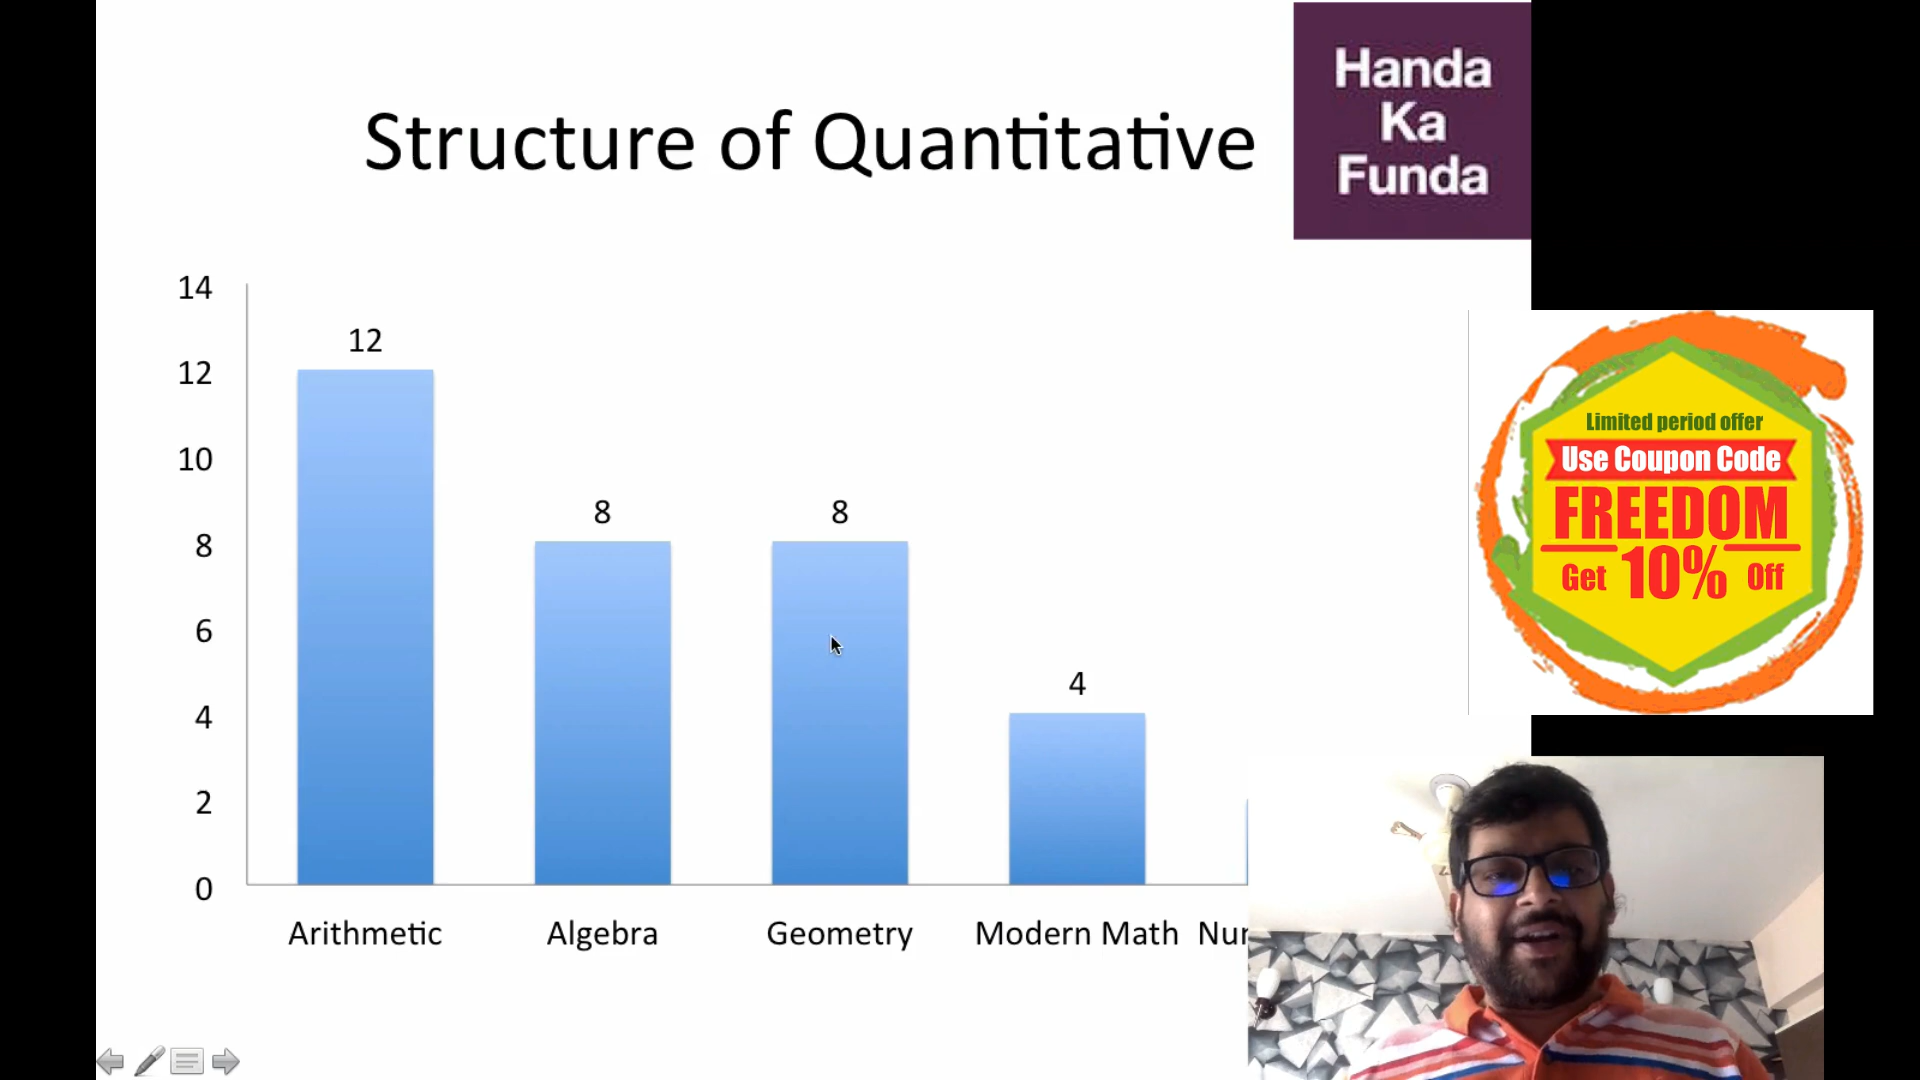 Structure of Quantitative
Handa
Ka
Funda
14
12
10
8
6
4
2
0
12
8
8
4
Arithmetic
Algebra
Geometry
Modern Math
Limited period offer
Use Coupon Code
FREEDOM
Get 10% Off